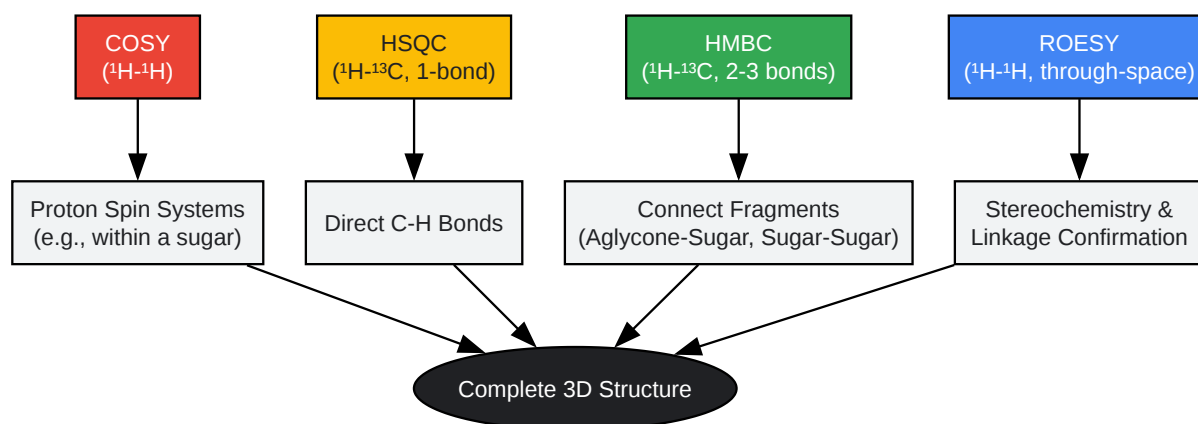 COSY
(¹H-¹H)
HSQC
(¹H-¹³C, 1-bond)
HMBC
(¹H-¹³C, 2-3 bonds)
ROESY
(¹H-¹H, through-space)
Proton Spin Systems
(e.g., within a sugar)
Direct C-H Bonds
Connect Fragments
(Aglycone-Sugar, Sugar-Sugar)
Stereochemistry &
Linkage Confirmation
Complete 3D Structure